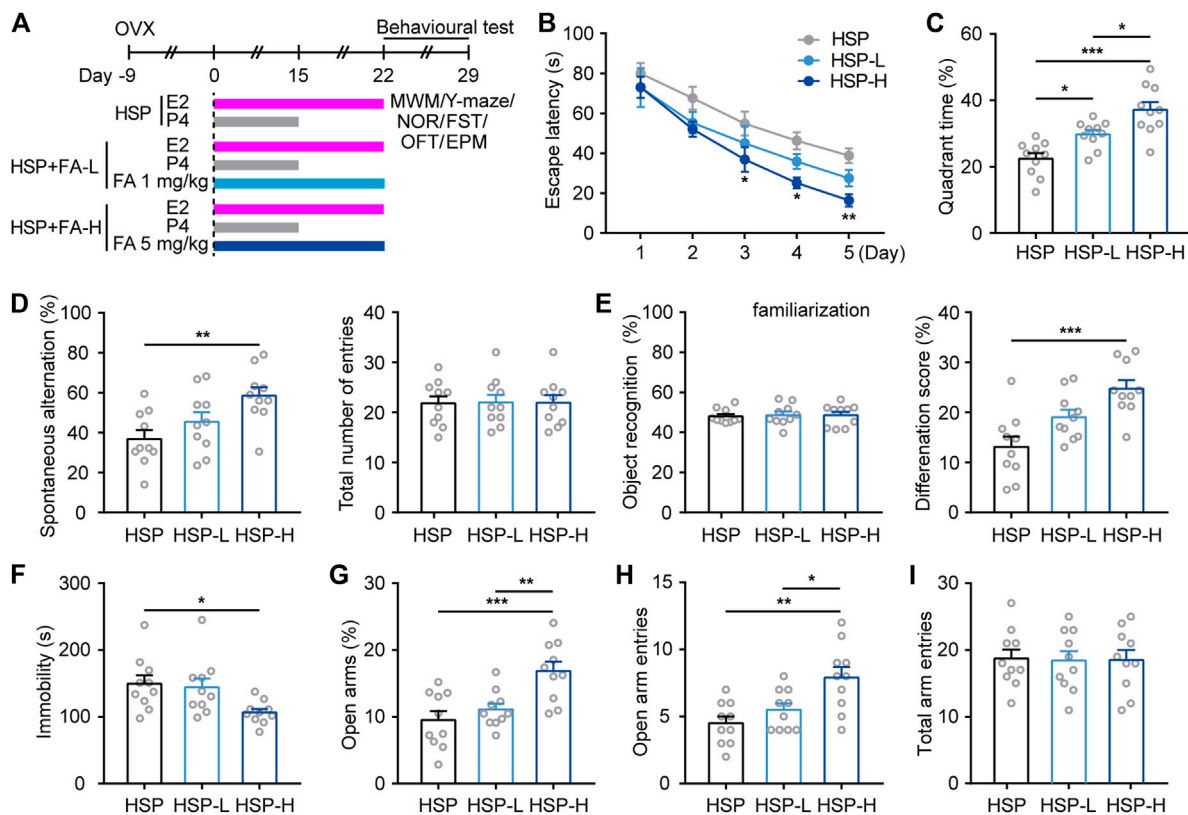 A
OVX
Behavioural test
Day -9 0 15 22 29
HSP
E2
P4
HSP+FA-L
E2
P4
FA 1 mg/kg
HSP+FA-H
E2
P4
FA 5 mg/kg
MWM/Y-maze/
NOR/FST/
OFT/EPM
B
Escape latency (s)
100
80
60
40
20
0
HSP
HSP-L
HSP-H
* * **
1 2 3 4 5 (Day)
C
Quadrant time (%)
60
40
20
0
*
***
*
HSP HSP-L HSP-H
D
Spontaneous alternation (%)
100
80
60
40
20
0
**
HSP HSP-L HSP-H
Total number of entries
40
30
20
10
0
HSP HSP-L HSP-H
E
familiarization
Object recognition (%)
100
80
60
40
20
0
HSP HSP-L HSP-H
Differenation score (%)
40
30
20
10
0
***
HSP HSP-L HSP-H
F
Immobility (s)
300
200
100
0
*
HSP HSP-L HSP-H
G
Open arms (%)
30
20
10
0
**
***
HSP HSP-L HSP-H
H
Open arm entries
15
10
5
0
*
**
HSP HSP-L HSP-H
I
Total arm entries
30
20
10
0
HSP HSP-L HSP-H